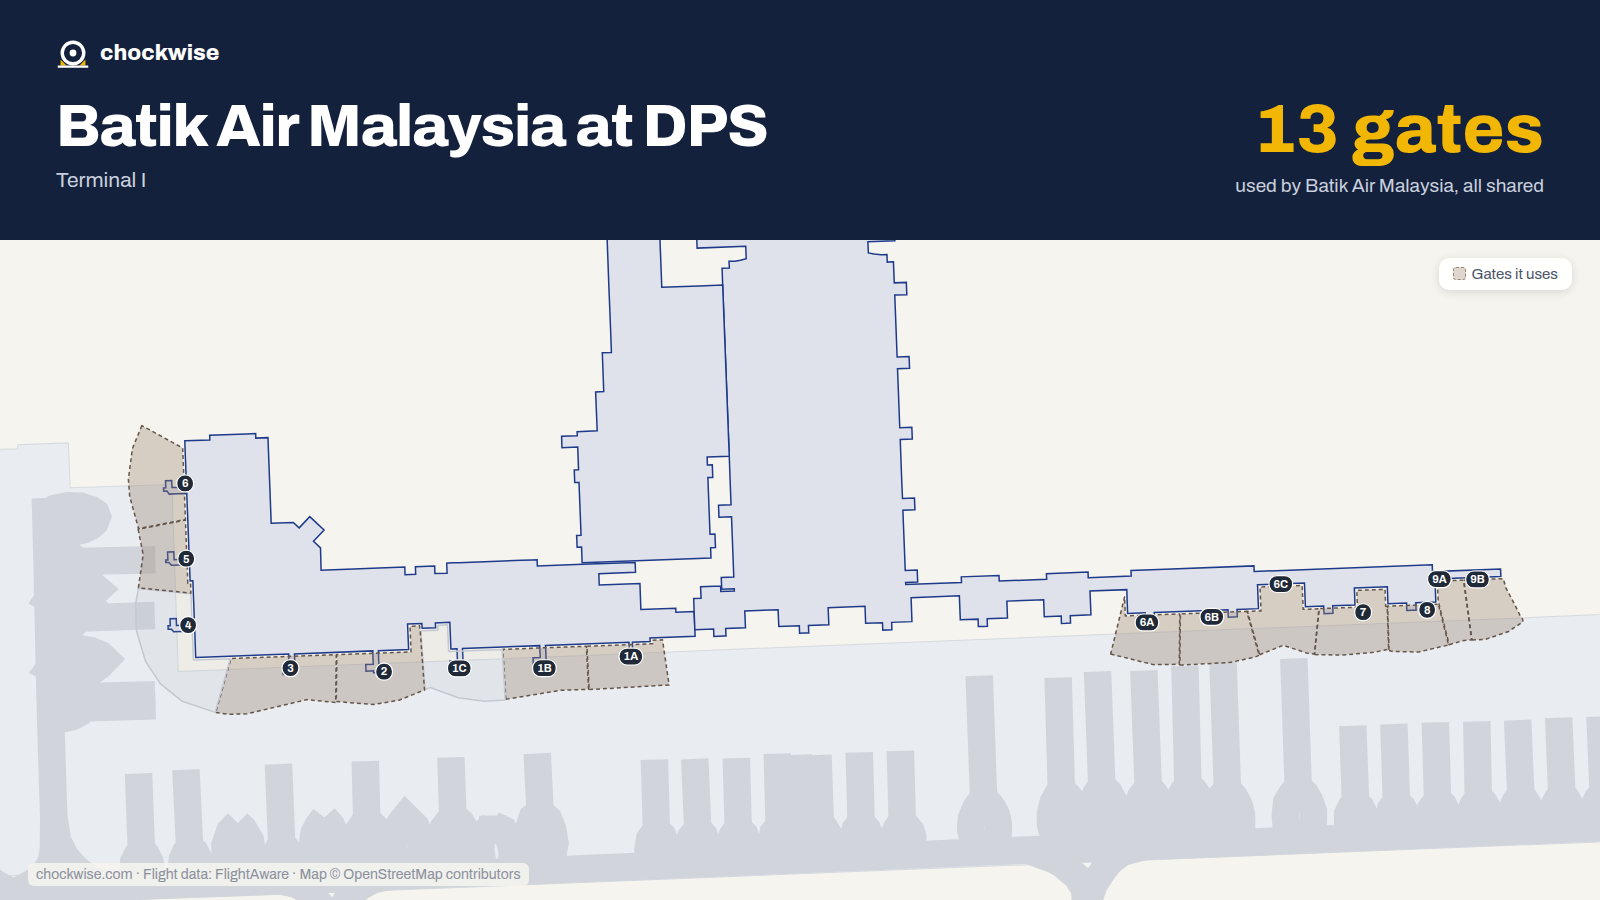 chockwise
Batik Air Malaysia at DPS
Terminal I
13 gates
used by Batik Air Malaysia, all shared
Gates it uses
6
5
4
3
2
1C
1B
1A
6A
6B
6C
7
8
9A
9B
chockwise.com · Flight data: FlightAware · Map © OpenStreetMap contributors